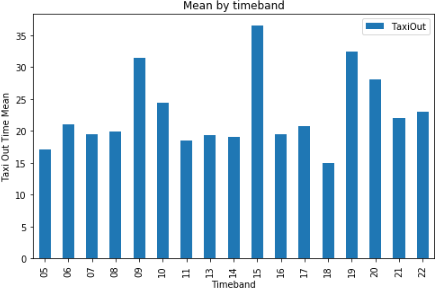 Mean by timeband
TaxiOut
35
30
25
20
15
10
5
0
Taxi Out Time Mean
05 06 07 08 09 10 11 13 14 15 16 17 18 19 20 21 22
Timeband